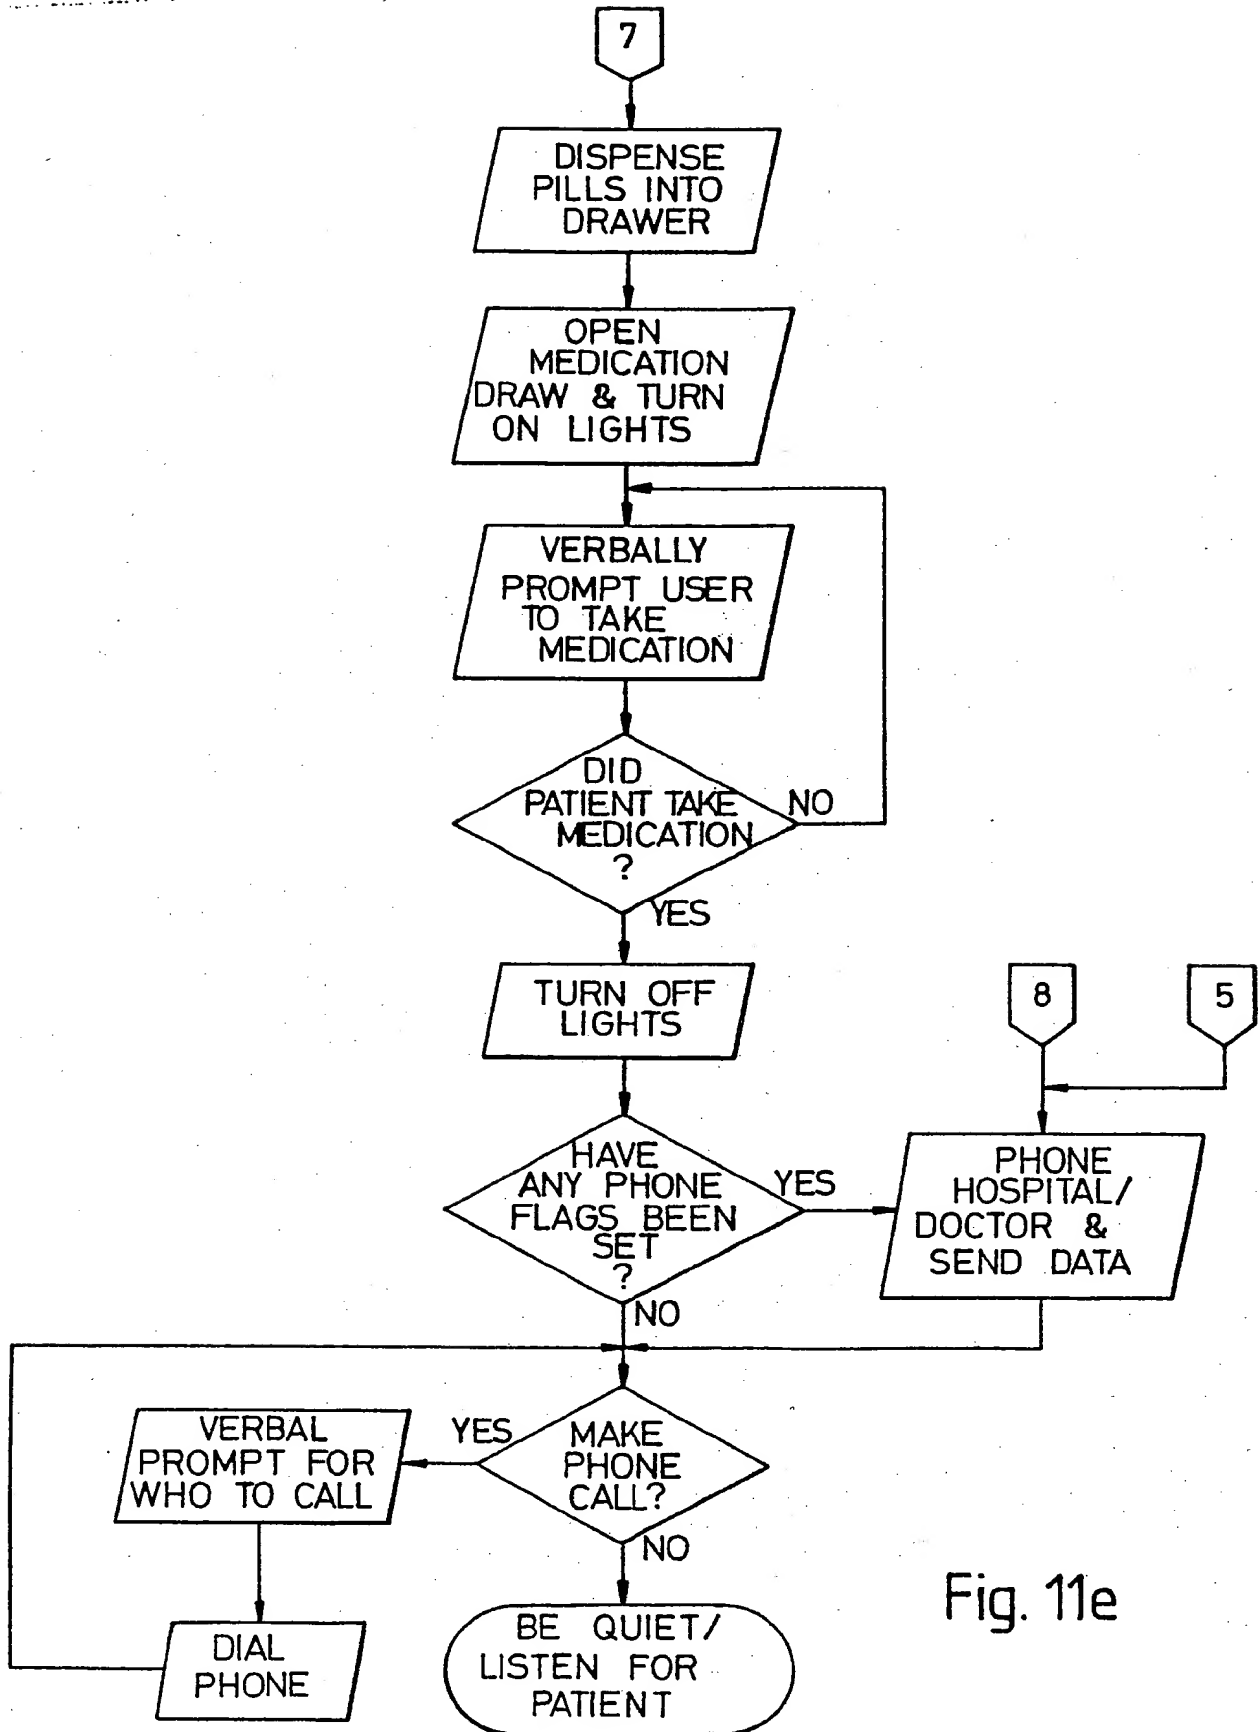 7
DISPENSE
PILLS INTO
DRAWER
OPEN
MEDICATION
DRAW & TURN
ON LIGHTS
VERBALLY
PROMPT USER
TO TAKE
MEDICATION
DID
PATIENT TAKE
MEDICATION
?
NO
YES
TURN OFF
LIGHTS
8
5
HAVE
ANY PHONE
FLAGS BEEN
SET
?
YES
NO
PHONE
HOSPITAL/
DOCTOR &
SEND DATA
MAKE
PHONE
CALL?
YES
NO
VERBAL
PROMPT FOR
WHO TO CALL
DIAL
PHONE
BE QUIET/
LISTEN FOR
PATIENT
Fig. 11e